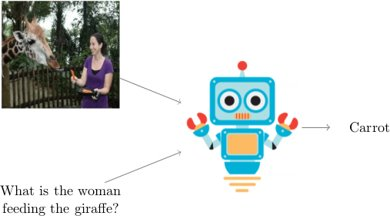 Carrot
What is the woman
feeding the giraffe?